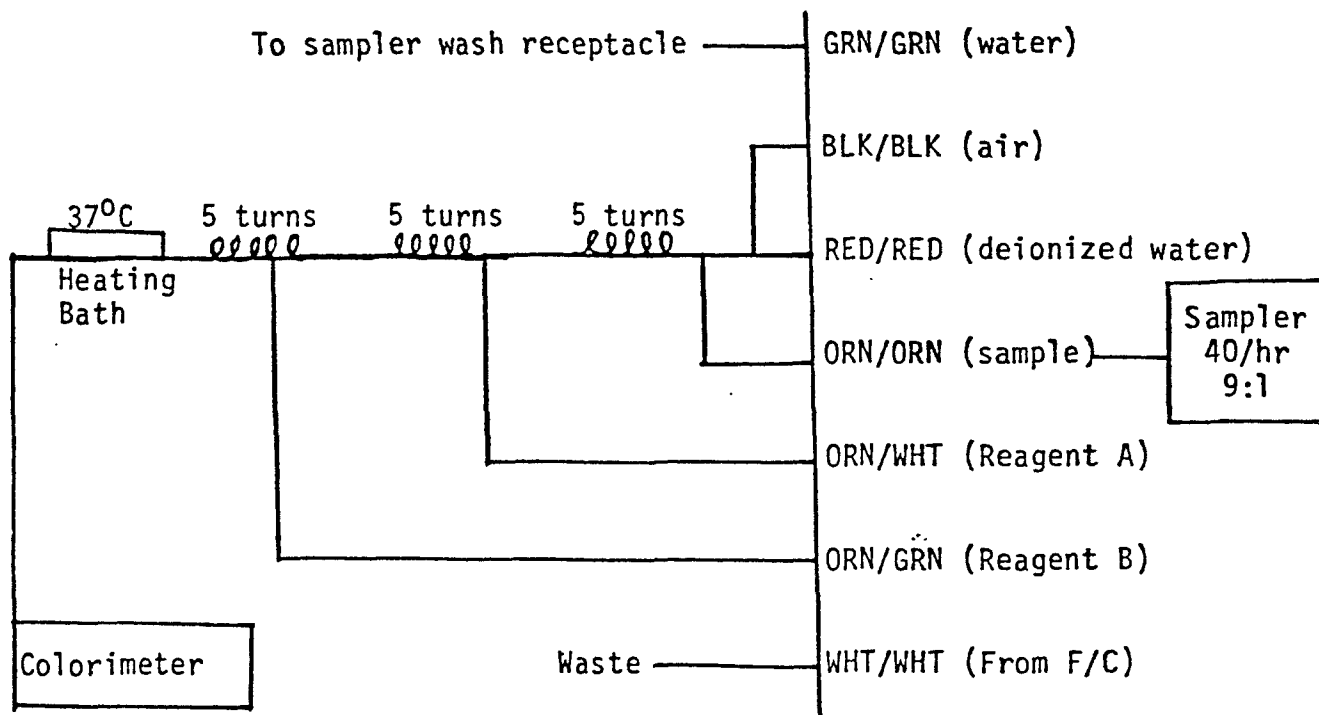 To sampler wash receptacle
GRN/GRN (water)
BLK/BLK (air)
37°C
5 turns
5 turns
5 turns
RED/RED (deionized water)
Heating
Bath
ORN/ORN (sample)
Sampler
40/hr
9:1
ORN/WHT (Reagent A)
ORN/GRN (Reagent B)
Colorimeter
Waste
WHT/WHT (From F/C)